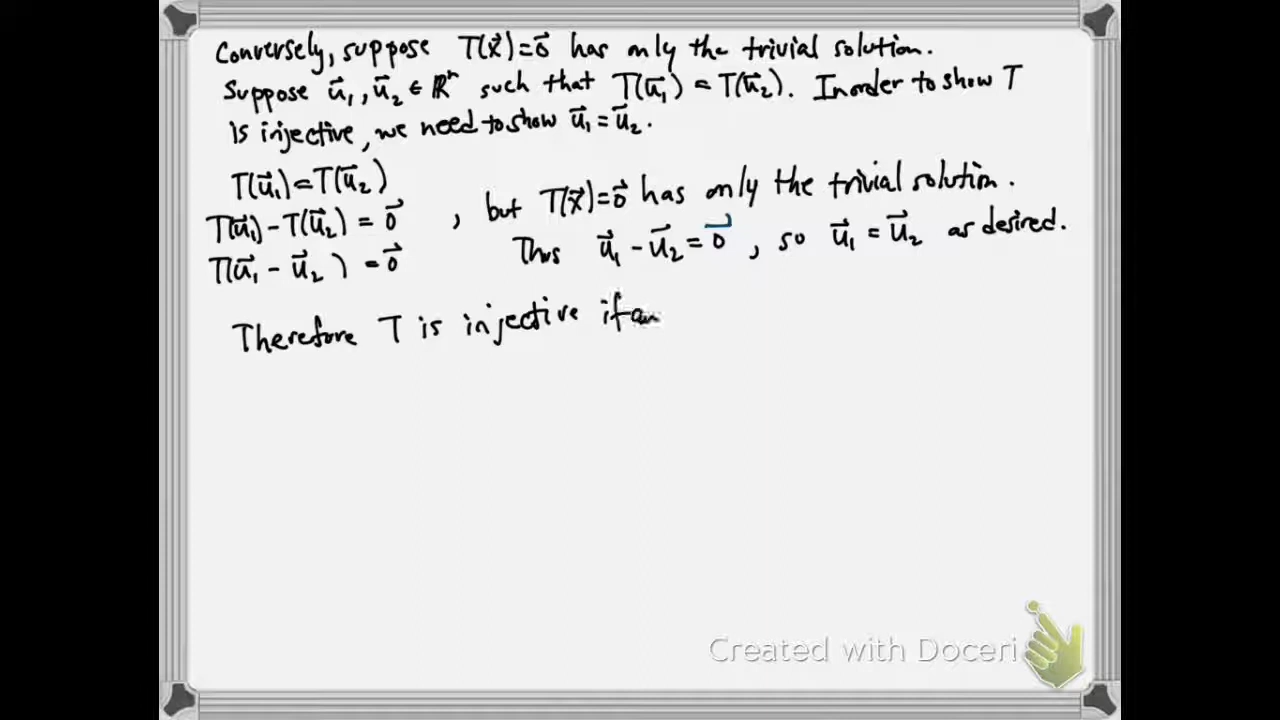 Conversely, suppose T(x⃗)=0⃗ has only the trivial solution.
Suppose u⃗₁, u⃗₂ ∈ ℝⁿ such that T(u⃗₁) = T(u⃗₂). In order to show T
is injective, we need to show u⃗₁ = u⃗₂.
T(u⃗₁)=T(u⃗₂)
T(u⃗₁) - T(u⃗₂) = 0⃗ , but T(x⃗)=0⃗ has only the trivial solution.
T(u⃗₁ - u⃗₂) = 0⃗ Thus u⃗₁ - u⃗₂ = 0⃗, so u⃗₁ = u⃗₂ as desired.
Therefore T is injective if an
Created with Doceri